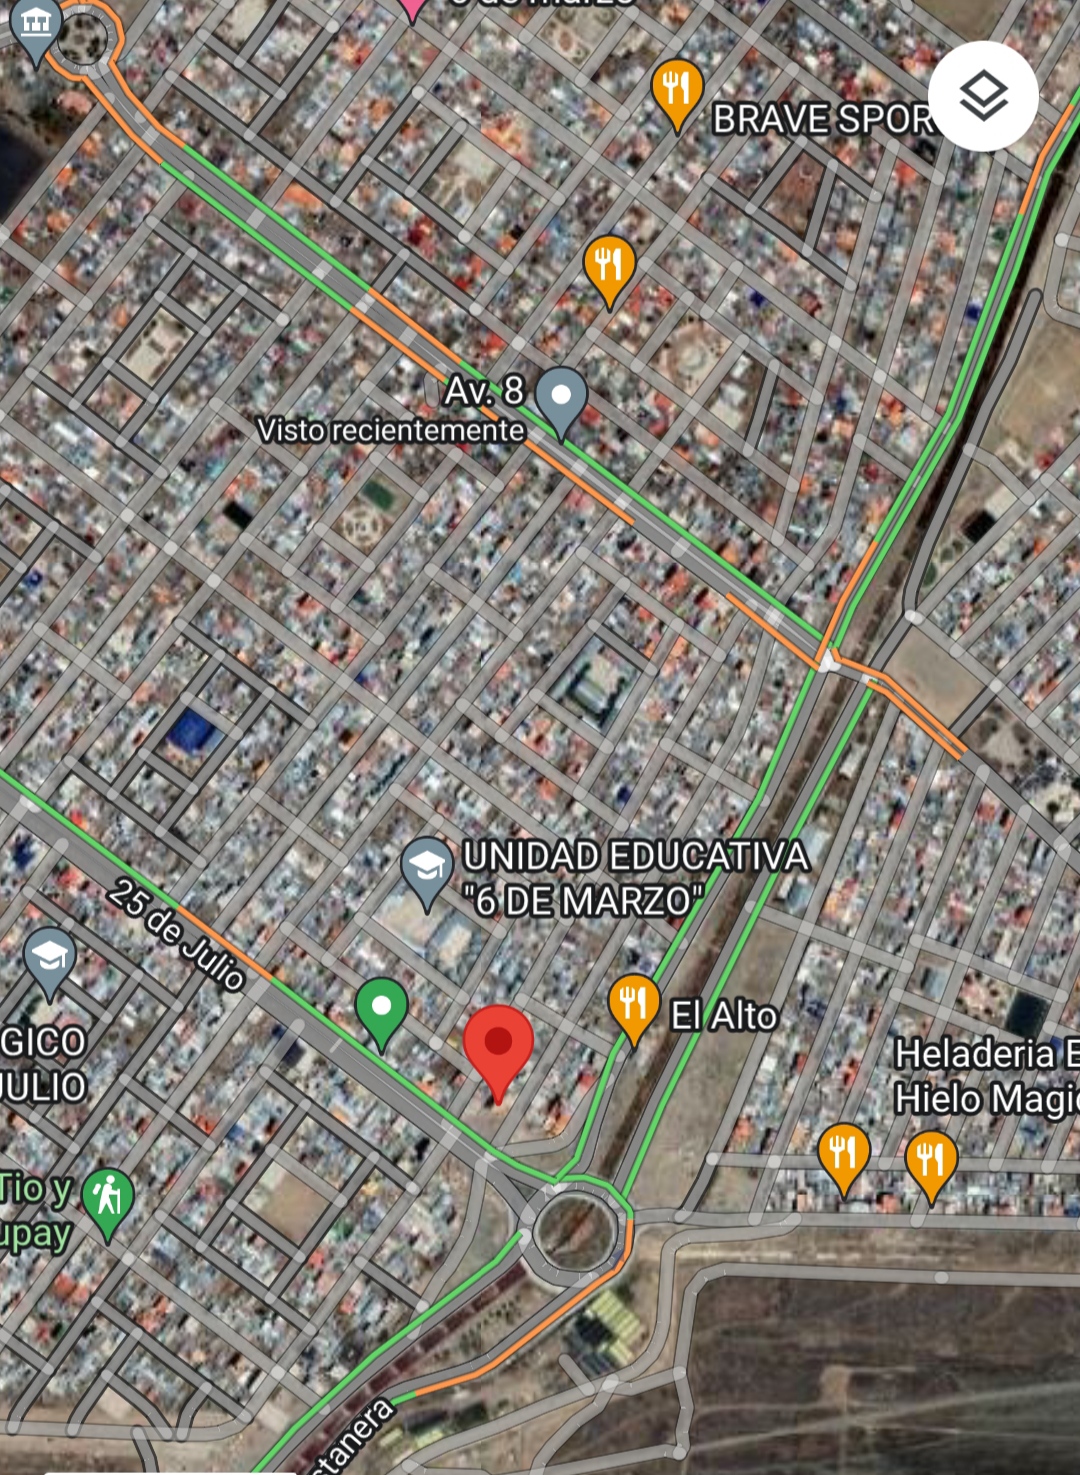 BRAVE SPOR
Av. 8
Visto recientemente
UNIDAD EDUCATIVA
"6 DE MARZO"
25 de Julio
GICO
JULIO
El Alto
Heladeria E
Hielo Magic
Tio y
upay
stanera